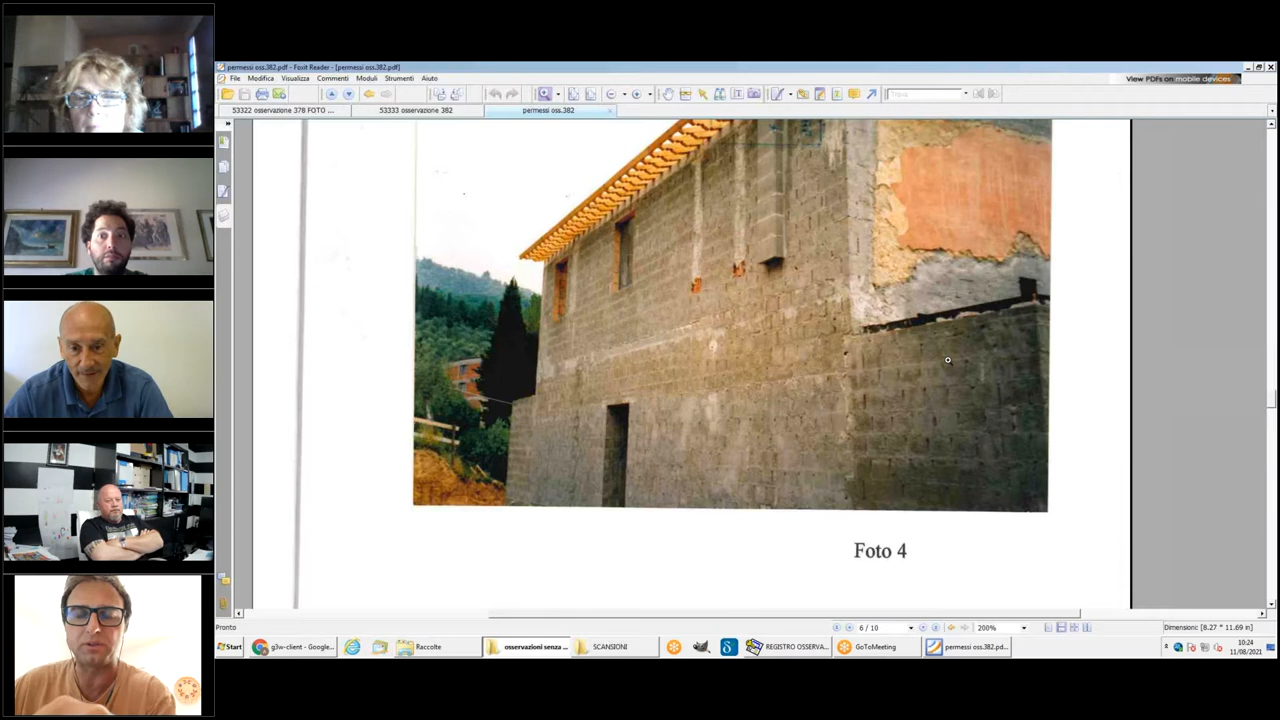 permessi oss.382.pdf - Foxit Reader - [permessi oss.382.pdf]
File Modifica Visualizza Commenti Moduli Strumenti Aiuto
View PDFs on mobile devices
Trova
53322 osservazione 378 FOTO ...
53333 osservazione 382
permessi oss.382
Foto 4
Pronto
6 / 10
200%
Dimensioni: [8.27 * 11.69 in]
Start
g3w-client - Google...
Raccolte
osservazioni senza ...
SCANSIONI
REGISTRO OSSERVA...
GoToMeeting
permessi oss.382.pd...
10:24
11/08/2021